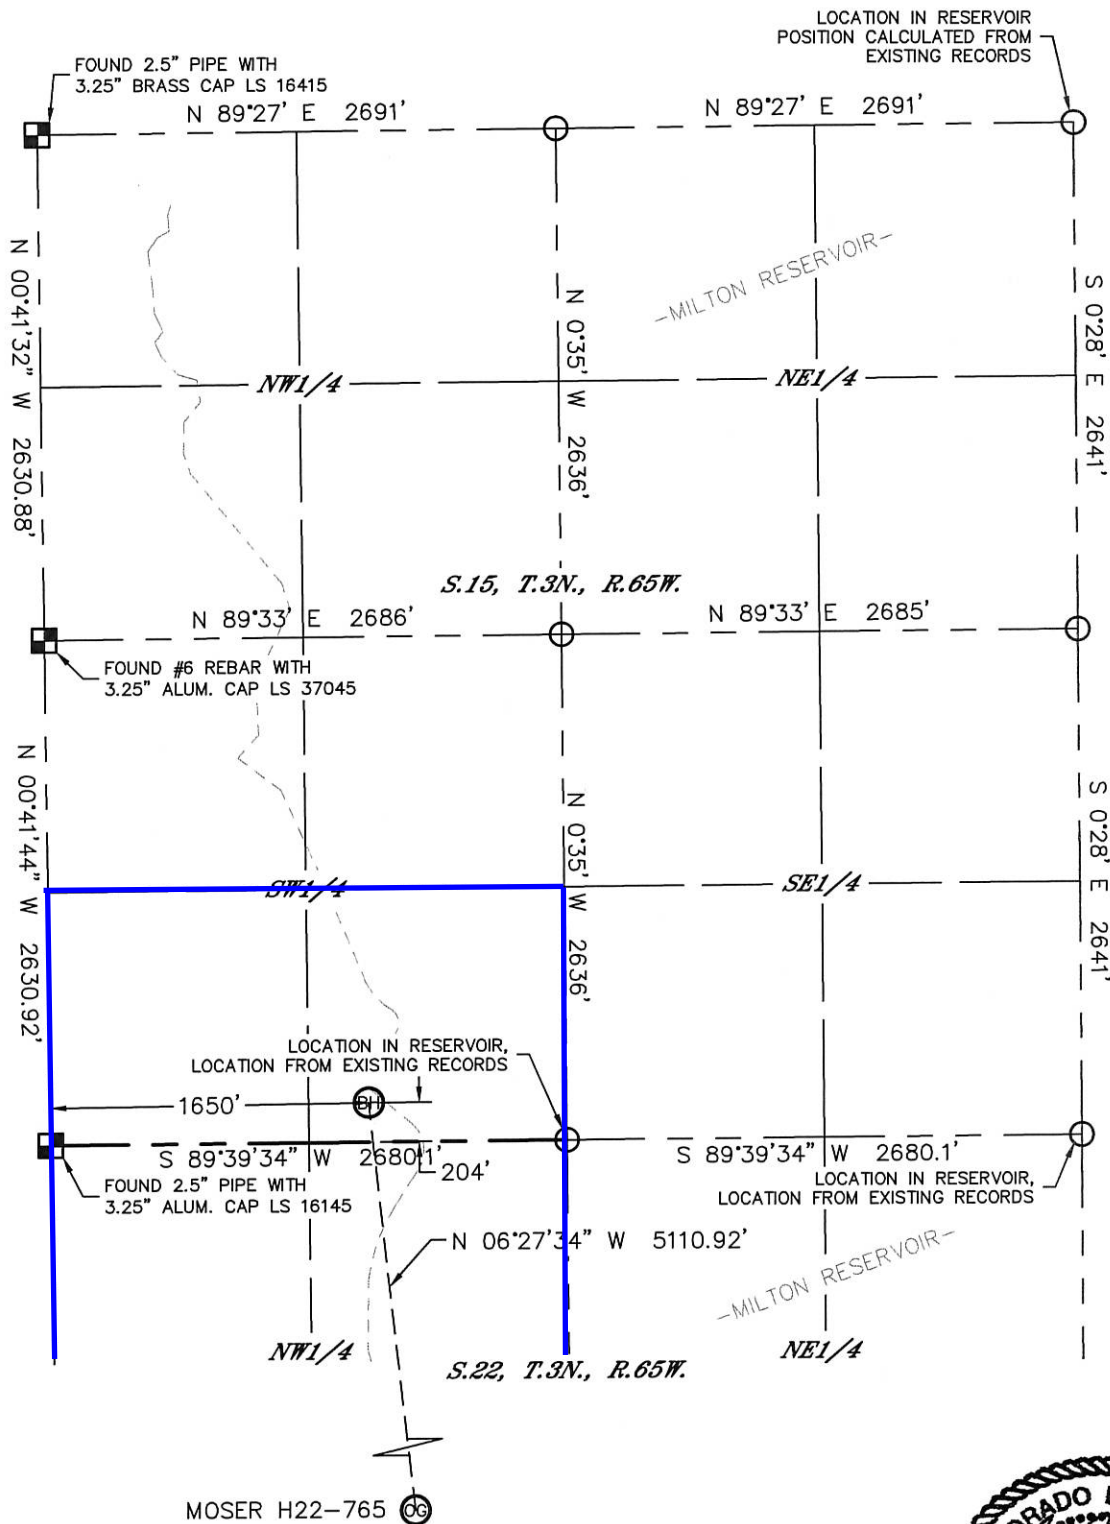 LOCATION IN RESERVOIR
POSITION CALCULATED FROM
EXISTING RECORDS
FOUND 2.5" PIPE WITH
3.25" BRASS CAP LS 16415
N 89°27' E 2691'
N 89°27' E 2691'
N 00°41'32" W 2630.88'
N 0°35' W 2636'
-MILTON RESERVOIR-
S 0°28' E 2641'
NW1/4
NE1/4
S.15, T.3N., R.65W.
N 89°33' E 2686'
N 89°33' E 2685'
FOUND #6 REBAR WITH
3.25" ALUM. CAP LS 37045
N 00°41'44" W 2630.92'
N 0°35' W 2636'
S 0°28' E 2641'
SW1/4
SE1/4
LOCATION IN RESERVOIR,
LOCATION FROM EXISTING RECORDS
1650'
BH
S 89°39'34" W 2680.1'
204'
S 89°39'34" W 2680.1'
FOUND 2.5" PIPE WITH
3.25" ALUM. CAP LS 16145
LOCATION IN RESERVOIR,
LOCATION FROM EXISTING RECORDS
N 06°27'34" W 5110.92'
-MILTON RESERVOIR-
NW1/4
NE1/4
S.22, T.3N., R.65W.
MOSER H22-765
OG